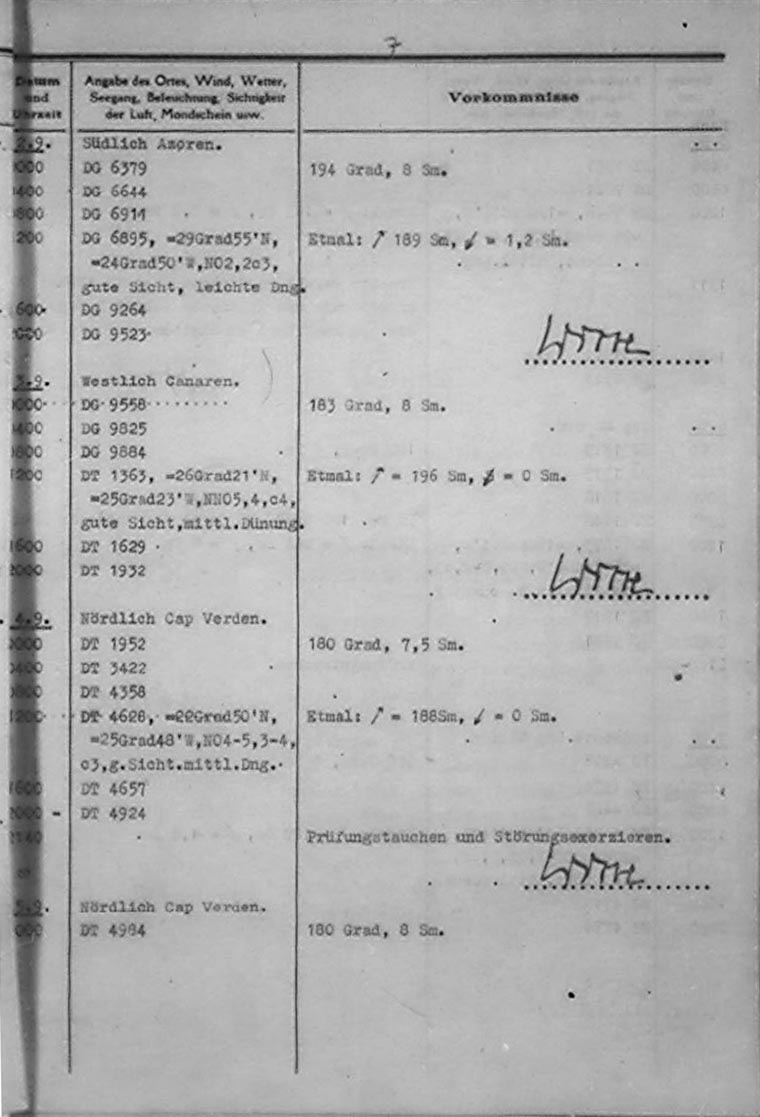 7
Datum und Uhrzeit
Angabe des Ortes, Wind, Wetter, Seegang, Beleuchtung, Sichtigkeit der Luft, Mondschein usw.
Vorkommnisse
2.9. Südlich Azoren.
DG 6379 194 Grad, 8 Sm.
0400 DG 6644
0800 DG 6911
1200 DG 6895, =29Grad55'N, Etmal: 189 Sm, = 1,2 Sm.
=24Grad50'W,NO2,2c3,
gute Sicht, leichte Dng.
1600 DG 9264
2000 DG 9523
3.9. Westlich Canaren.
DG 9558 183 Grad, 8 Sm.
0400 DG 9825
0800 DG 9884
1200 DT 1363, =26Grad21'N, Etmal: = 196 Sm, = 0 Sm.
=25Grad23'W,NNO5,4,c4,
gute Sicht,mittl.Dünung.
1600 DT 1629
2000 DT 1932
4.9. Nördlich Cap Verden.
0000 DT 1952 180 Grad, 7,5 Sm.
0400 DT 3422
0800 DT 4358
1200 DT 4628, =22Grad50'N, Etmal: = 188Sm, = 0 Sm.
=25Grad48'W,NO4-5,3-4,
c3,g.Sicht.mittl.Dng.
1600 DT 4657
2000 - DT 4924
Prüfungstauchen und Störungsexerzieren.
5.9. Nördlich Cap Verden.
DT 4984 180 Grad, 8 Sm.